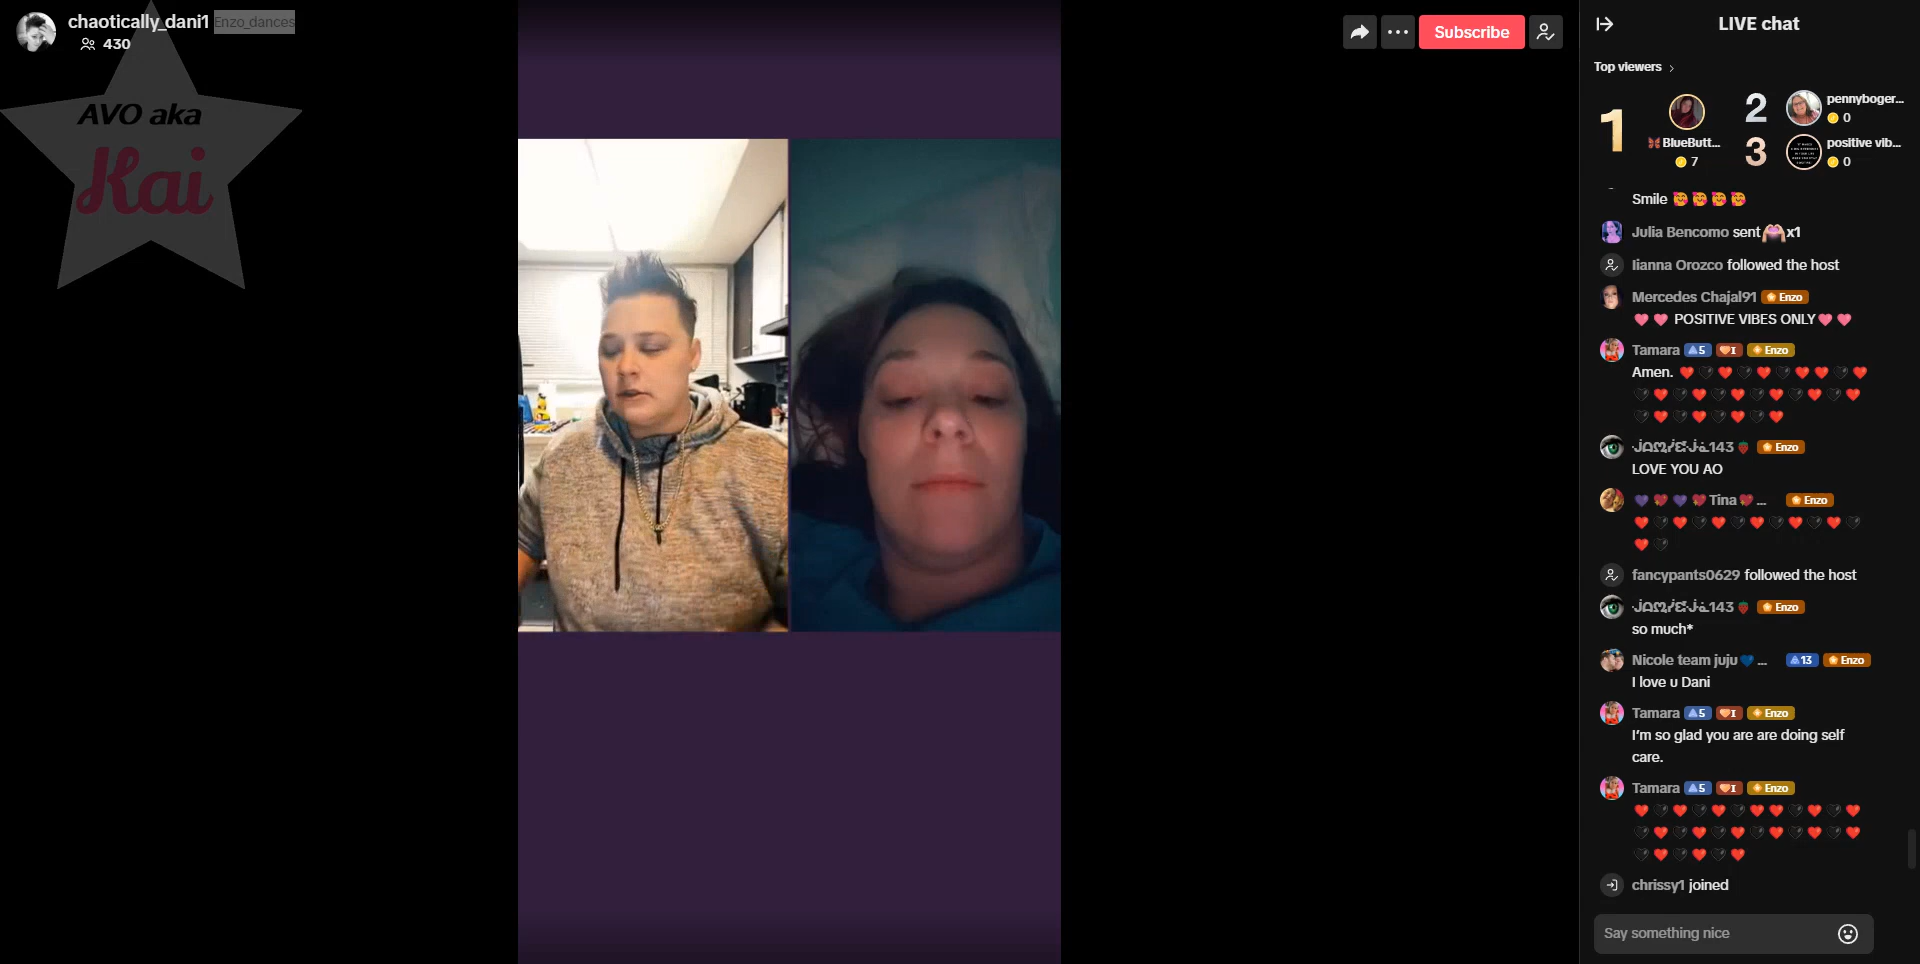 chaotically_dani1 Enzo_dances
430
AVO aka
Kai
Subscribe
LIVE chat
Top viewers
1
BlueButt...
7
2
pennyboger...
0
3
positive vib...
0
Smile 🥰 🥰 🥰 🥰
Julia Bencomo sent x1
Iianna Orozco followed the host
Mercedes Chajal91 Enzo
💗 💗 POSITIVE VIBES ONLY 💗 💗
Tamara 5 I Enzo
Amen. ❤️ 🖤 ❤️ 🖤 ❤️ 🖤 ❤️ ❤️ 🖤 ❤️
🖤 ❤️ 🖤 ❤️ 🖤 ❤️ 🖤 ❤️ 🖤 ❤️ 🖤 ❤️
🖤 ❤️ 🖤 ❤️ 🖤 ❤️ 🖤 ❤️
143 🍓 Enzo
LOVE YOU AO
💜 💖 💜 💖 Tina 💖 ... Enzo
❤️ 🖤 ❤️ 🖤 ❤️ 🖤 ❤️ 🖤 ❤️ 🖤 ❤️ 🖤
❤️ 🖤
fancypants0629 followed the host
143 🍓 Enzo
so much*
Nicole team juju 💙 ... 13 Enzo
I love u Dani
Tamara 5 I Enzo
I'm so glad you are are doing self
care.
Tamara 5 I Enzo
❤️ 🖤 ❤️ 🖤 ❤️ 🖤 ❤️ ❤️ 🖤 ❤️ 🖤 ❤️
🖤 ❤️ 🖤 ❤️ 🖤 ❤️ 🖤 ❤️ 🖤 ❤️ 🖤 ❤️
🖤 ❤️ 🖤 ❤️ 🖤 ❤️
chrissy1 joined
Say something nice